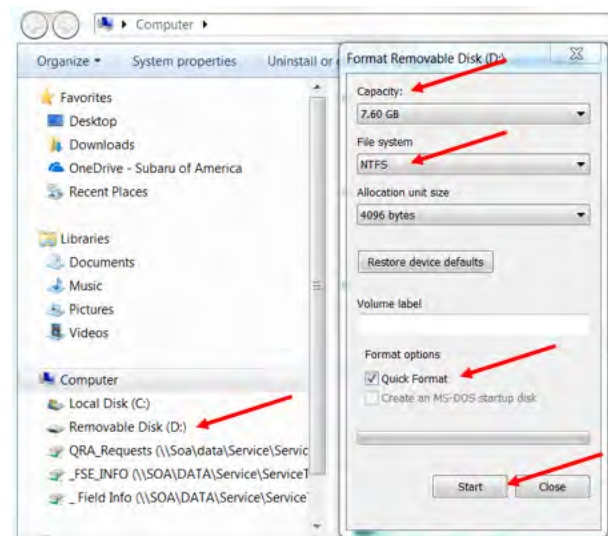 Computer
Organize
System properties
Uninstall or
Favorites
Desktop
Downloads
OneDrive - Subaru of America
Recent Places
Libraries
Documents
Music
Pictures
Videos
Computer
Local Disk (C:)
Removable Disk (D:)
QRA_Requests (\\Soa\data\Service\Servic
_FSE_INFO (\\SOA\DATA\Service\ServiceT
_ Field Info (\\SOA\DATA\Service\Service
Format Removable Disk (D:)
Capacity:
7.60 GB
File system
NTFS
Allocation unit size
4096 bytes
Restore device defaults
Volume label
Format options
Quick Format
Create an MS-DOS startup disk
Start
Close